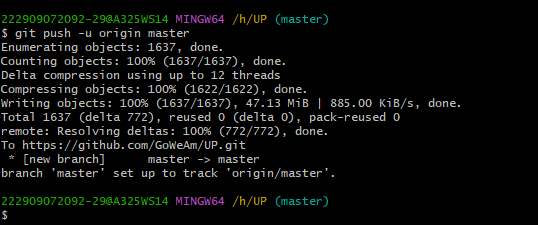 222909072092-29@A325WS14 MINGW64 /h/UP (master)
$ git push -u origin master
Enumerating objects: 1637, done.
Counting objects: 100% (1637/1637), done.
Delta compression using up to 12 threads
Compressing objects: 100% (1622/1622), done.
Writing objects: 100% (1637/1637), 47.13 MiB | 885.00 KiB/s, done.
Total 1637 (delta 772), reused 0 (delta 0), pack-reused 0
remote: Resolving deltas: 100% (772/772), done.
To https://github.com/GoWeAm/UP.git
 * [new branch]      master -> master
branch 'master' set up to track 'origin/master'.
222909072092-29@A325WS14 MINGW64 /h/UP (master)
$